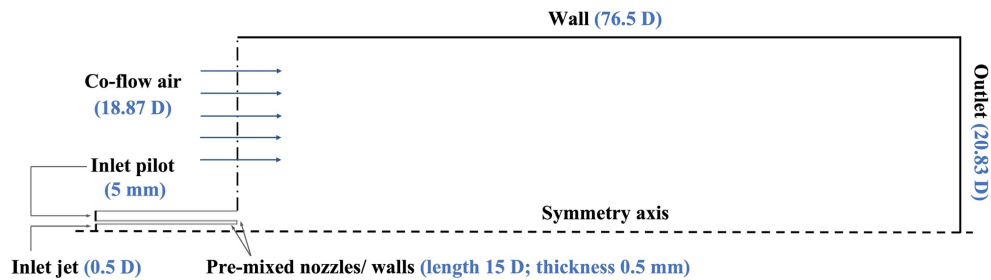 Wall (76.5 D)
Co-flow air
(18.87 D)
Outlet (20.83 D)
Inlet pilot
(5 mm)
Symmetry axis
Inlet jet (0.5 D)
Pre-mixed nozzles/ walls (length 15 D; thickness 0.5 mm)